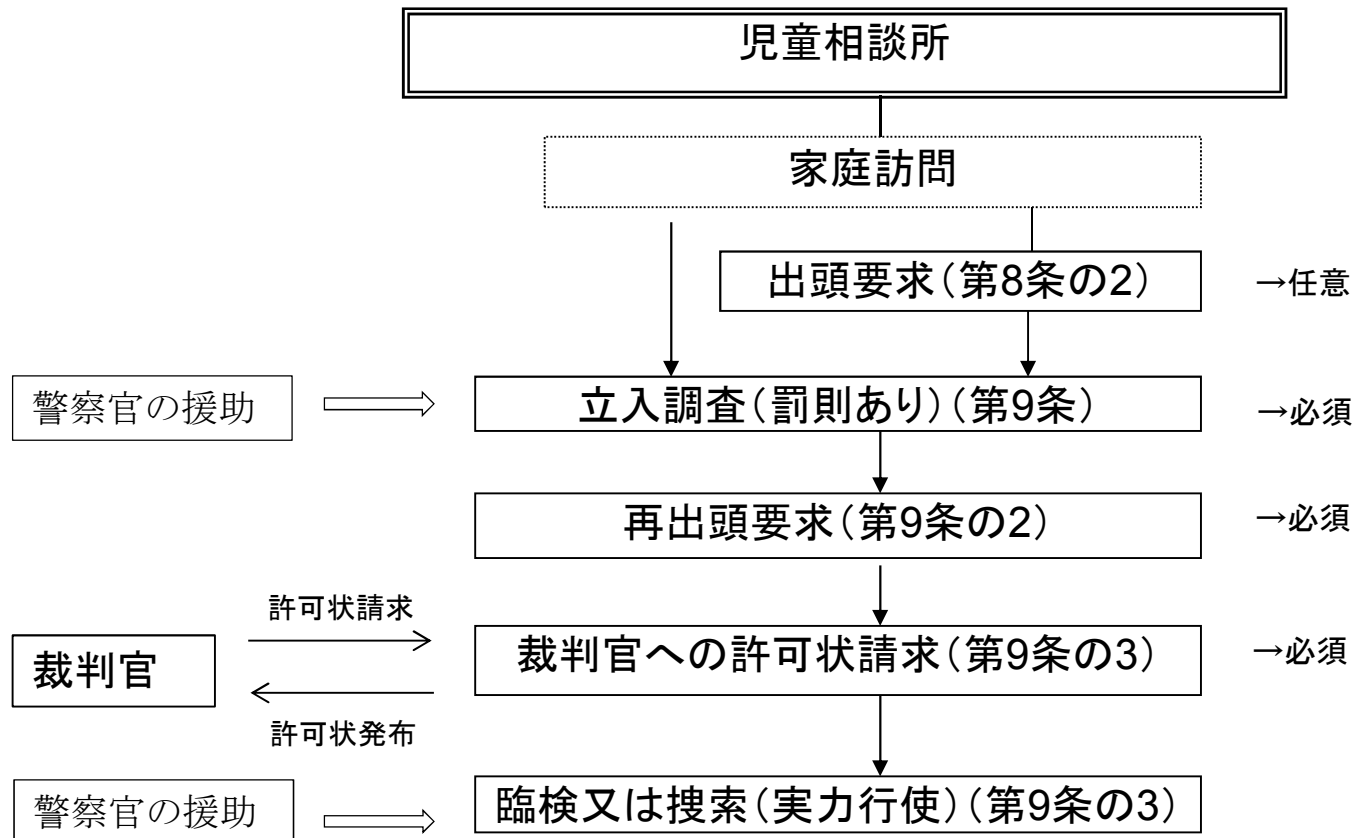 児童相談所
家庭訪問
出頭要求(第8条の2)
→任意
警察官の援助
立入調査(罰則あり)(第9条)
→必須
再出頭要求(第9条の2)
→必須
許可状請求
裁判官
裁判官への許可状請求(第9条の3)
→必須
許可状発布
警察官の援助
臨検又は捜索(実力行使)(第9条の3)